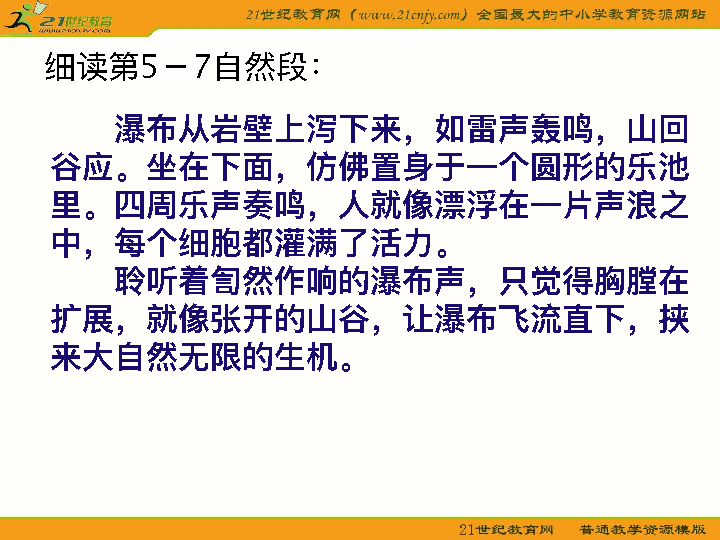 21世纪教育
www.21cnjy.com
21世纪教育网（www.21cnjy.com）全国最大的中小学教育资源网站
细读第5－7自然段：
瀑布从岩壁上泻下来，如雷声轰鸣，山回
谷应。坐在下面，仿佛置身于一个圆形的乐池
里。四周乐声奏鸣，人就像漂浮在一片声浪之
中，每个细胞都灌满了活力。
聆听着訇然作响的瀑布声，只觉得胸膛在
扩展，就像张开的山谷，让瀑布飞流直下，挟
来大自然无限的生机。
21世纪教育网 普通教学资源模版